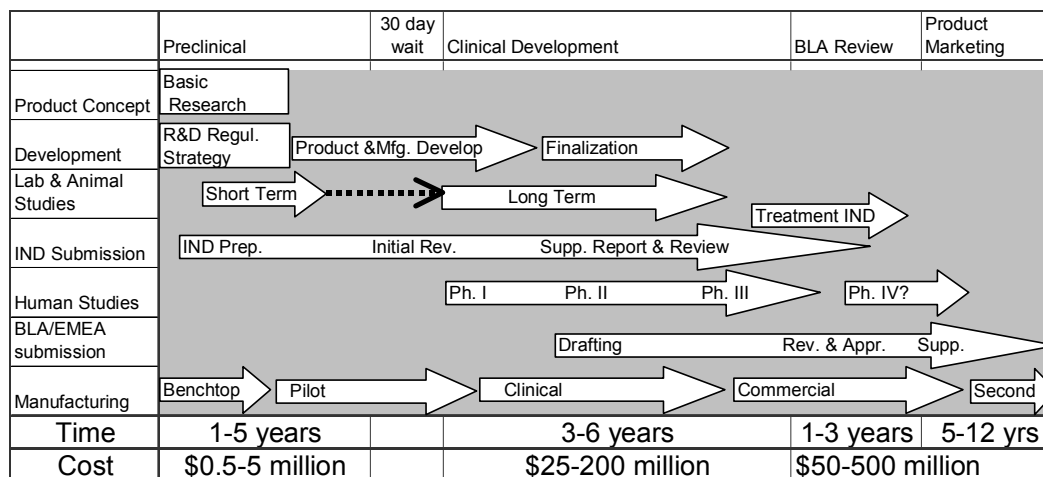 30 day
Product
Preclinical
wait
Clinical Development
BLA Review
Marketing
Basic
Research
Product Concept
R&D Regul.
Strategy
Product &Mfg. Develop
Finalization
Development
Lab & Animal
Studies
Short Term
Long Term
Treatment IND
IND Prep.
Initial Rev.
Supp. Report & Review
IND Submission
Ph. I
Ph. II
Ph. III
Ph. IV?
Human Studies
BLA/EMEA
submission
Drafting
Rev. & Appr.
Supp.
Benchtop
Pilot
Clinical
Commercial
Second
Manufacturing
Time
1-5 years
3-6 years
1-3 years
5-12 yrs
Cost
$0.5-5 million
$25-200 million
$50-500 million